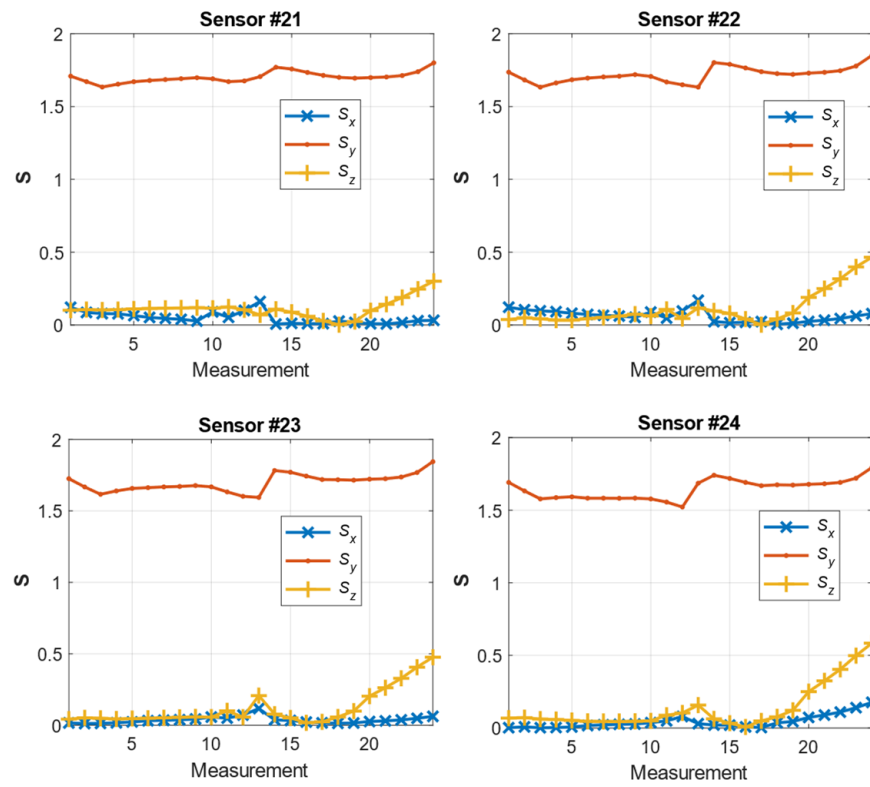 Sensor #21
2
1.5
1
0.5
0
S
Sx
Sy
Sz
5
10
15
20
Measurement
Sensor #22
2
1.5
1
0.5
0
S
Sx
Sy
Sz
5
10
15
20
Measurement
Sensor #23
2
1.5
1
0.5
0
S
Sx
Sy
Sz
5
10
15
20
Measurement
Sensor #24
2
1.5
1
0.5
0
S
Sx
Sy
Sz
5
10
15
20
Measurement